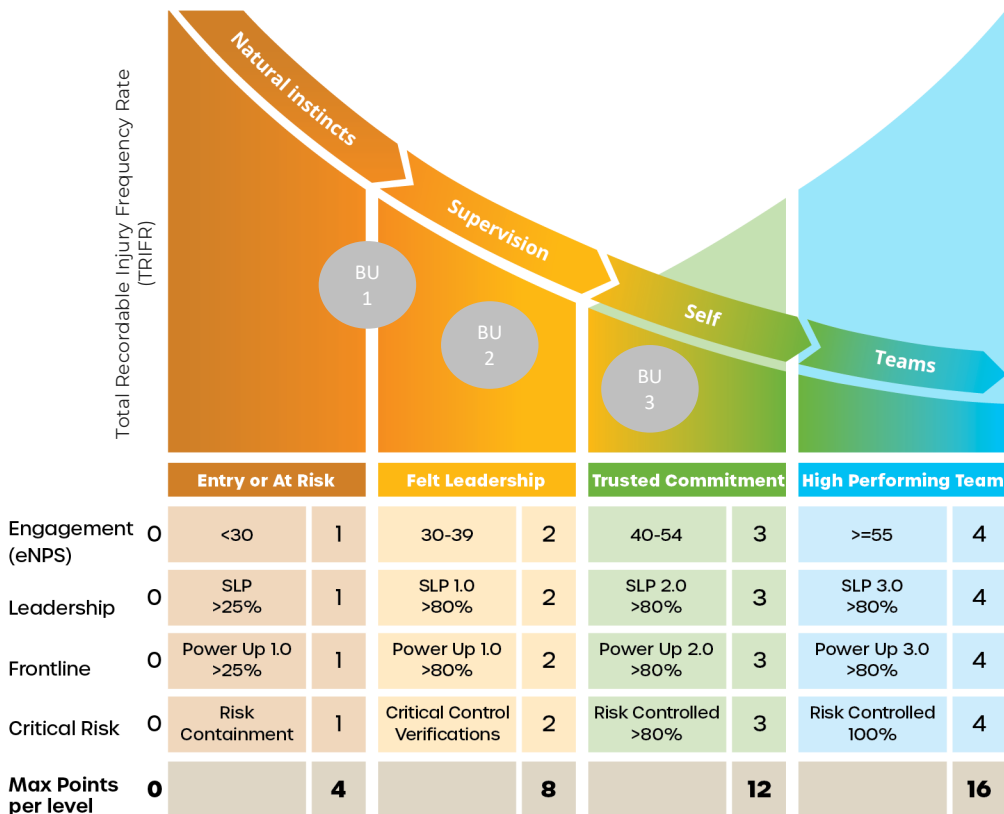 Total Recordable Injury Frequency Rate
(TRIFR)
Natural instincts
Supervision
Self
Teams
BU
1
BU
2
BU
3
Entry or At Risk
Felt Leadership
Trusted Commitment
High Performing Team
Engagement
(eNPS)
0
<30
1
30-39
2
40-54
3
>=55
4
Leadership
0
SLP
>25%
1
SLP 1.0
>80%
2
SLP 2.0
>80%
3
SLP 3.0
>80%
4
Frontline
0
Power Up 1.0
>25%
1
Power Up 1.0
>80%
2
Power Up 2.0
>80%
3
Power Up 3.0
>80%
4
Critical Risk
0
Risk
Containment
1
Critical Control
Verifications
2
Risk Controlled
>80%
3
Risk Controlled
100%
4
Max Points
per level
0
4
8
12
16